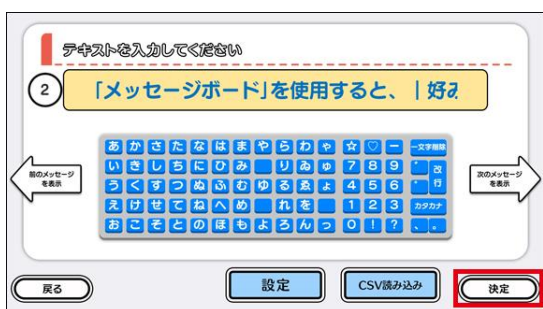 テキストを入力してください
2
「メッセージボード」を使用すると、|好み
前のメッセージ
を表示
次のメッセージ
を表示
あ か さ た な は ま や ら わ ゃ ☆ ♡ ー 一文字削除
い き し ち に ひ み り ゐ ゅ 7 8 9 ゛ 改行
う く す つ ぬ ふ む ゆ る ゑ ょ 4 5 6 ゜
え け せ て ね へ め れ を 1 2 3 カタカナ
お こ そ と の ほ も よ ろ ん っ 0 ! ? 、 。
戻る
設定
CSV読み込み
決定